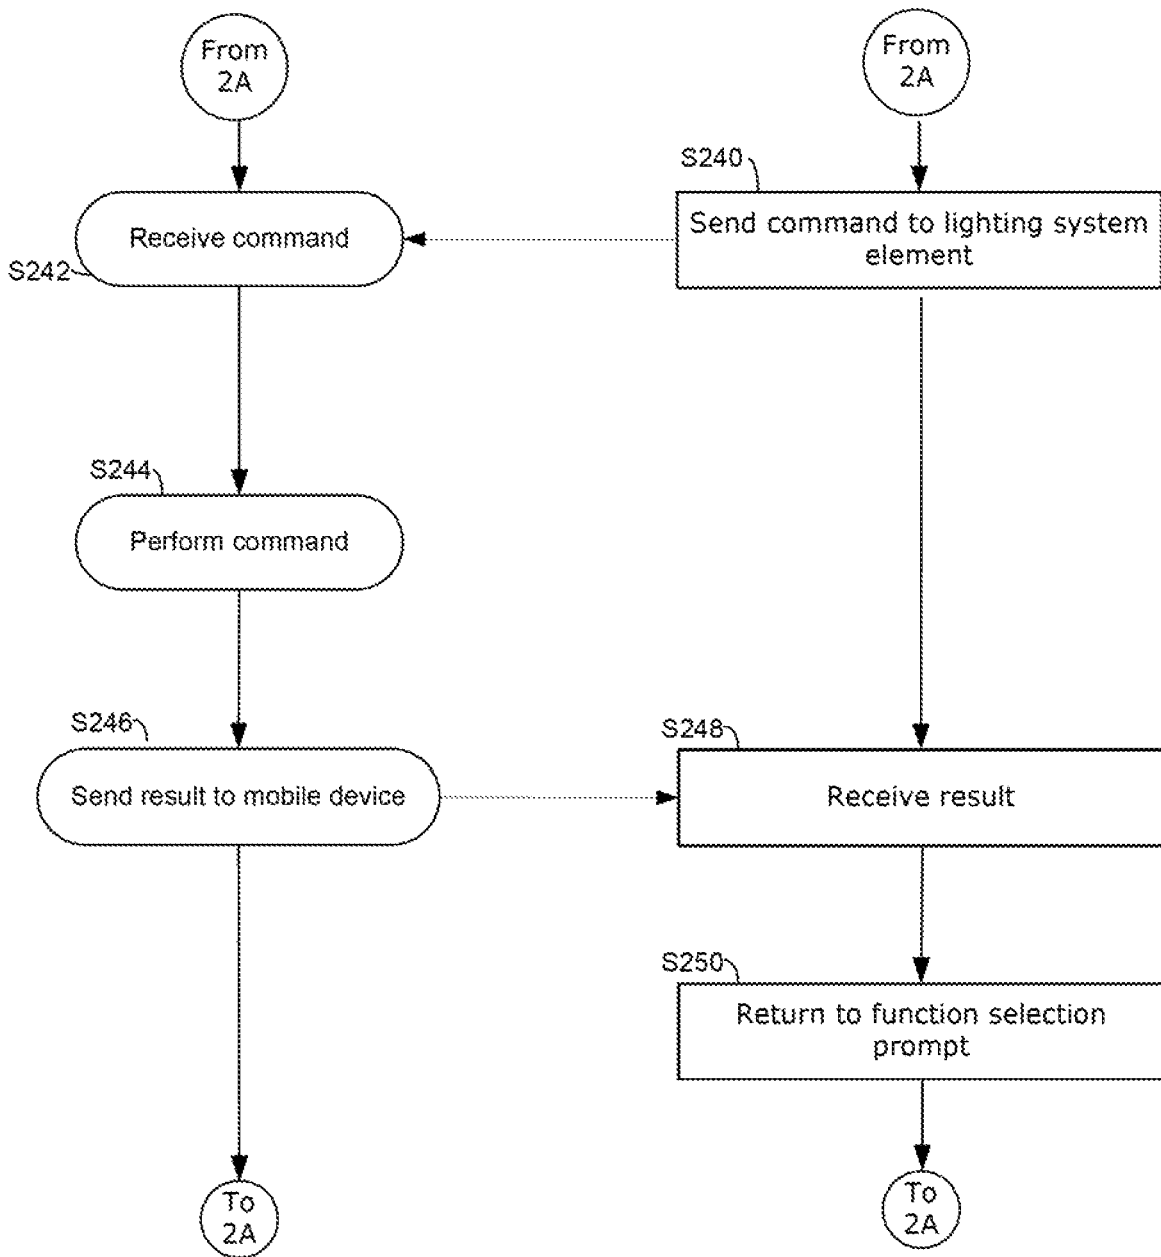 From
2A
From
2A
S240
Send command to lighting system
element
Receive command
S242
S244
Perform command
S246
Send result to mobile device
S248
Receive result
S250
Return to function selection
prompt
To
2A
To
2A